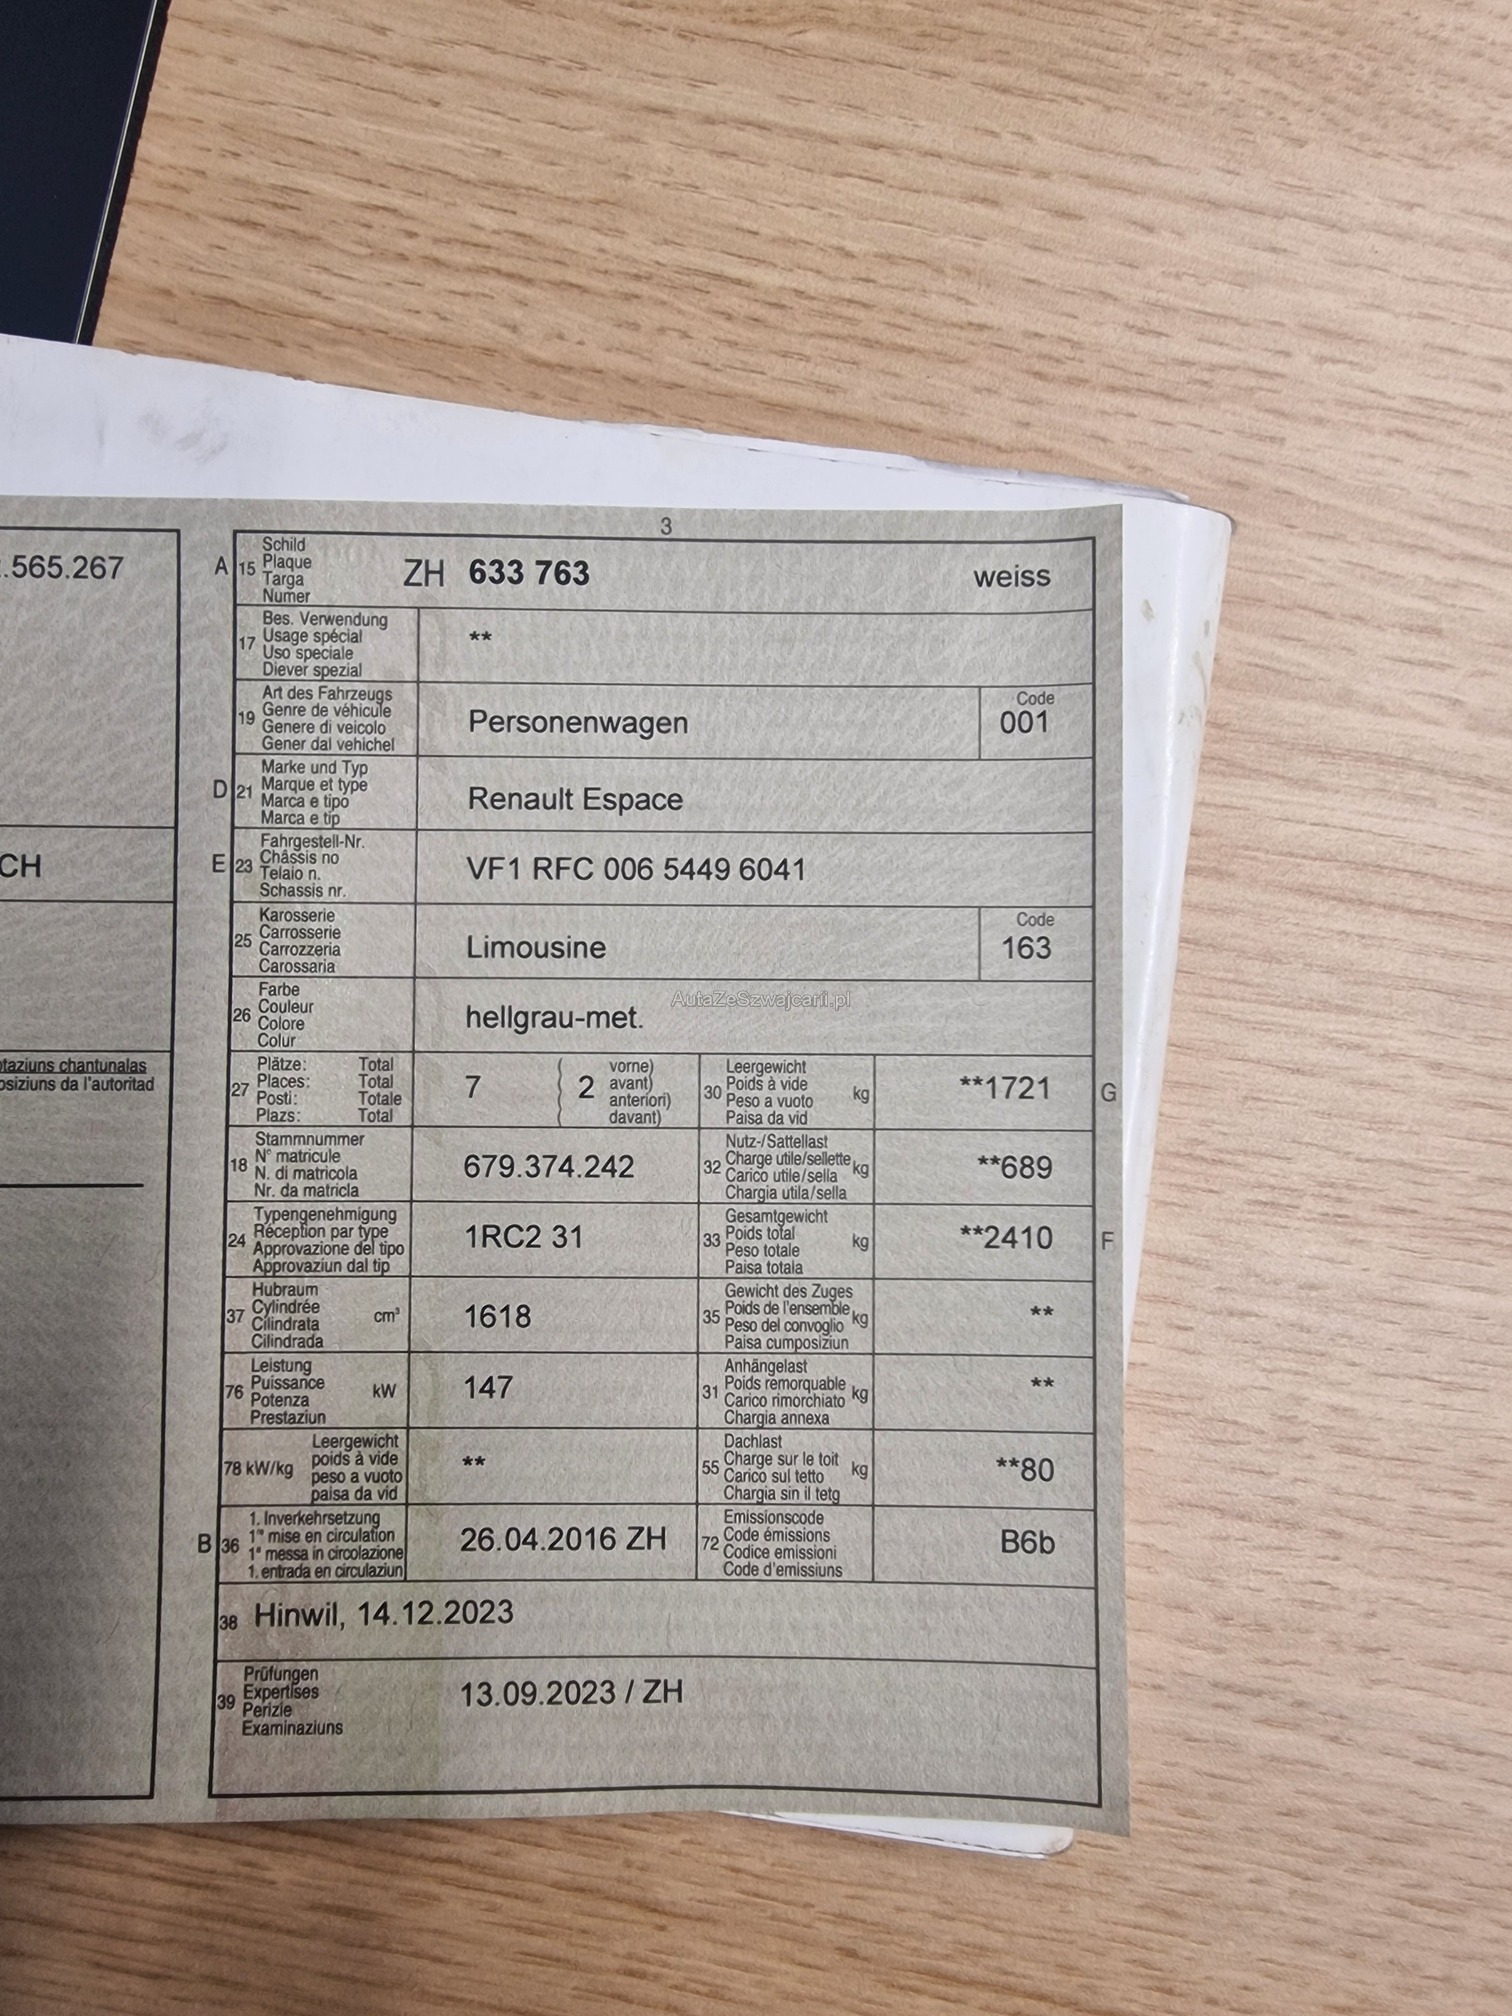 .565.267
CH
taziuns chantunalas
osiziuns da l'autoritad
3
A 15 Schild
Plaque
Targa
Numer
ZH 633 763 weiss
17 Bes. Verwendung
Usage spécial
Uso speciale
Diever spezial
**
19 Art des Fahrzeugs
Genre de véhicule
Genere di veicolo
Gener dal vehichel
Personenwagen
Code
001
D 21 Marke und Typ
Marque et type
Marca e tipo
Marca e tip
Renault Espace
E 23 Fahrgestell-Nr.
Châssis no
Telaio n.
Schassis nr.
VF1 RFC 006 5449 6041
25 Karosserie
Carrosserie
Carrozzeria
Carossaria
Limousine
Code
163
26 Farbe
Couleur
Colore
Colur
hellgrau-met.
AutaZeSzwajcarii.pl
27 Plätze: Total
Places: Total
Posti: Totale
Plazs: Total
7 ( 2 vorne)
avant)
anteriori)
davant)
30 Leergewicht
Poids à vide
Peso a vuoto
Paisa da vid
kg
**1721 G
18 Stammnummer
N° matricule
N. di matricola
Nr. da matricla
679.374.242
32 Nutz-/Sattellast
Charge utile/sellette
Carico utile/sella
Chargia utila/sella
kg
**689
24 Typengenehmigung
Réception par type
Approvazione del tipo
Approvaziun dal tip
1RC2 31
33 Gesamtgewicht
Poids total
Peso totale
Paisa totala
kg
**2410 F
37 Hubraum
Cylindrée
Cilindrata
Cilindrada
cm³
1618
35 Gewicht des Zuges
Poids de l'ensemble
Peso del convoglio
Paisa cumposiziun
kg
**
76 Leistung
Puissance
Potenza
Prestaziun
kW
147
31 Anhängelast
Poids remorquable
Carico rimorchiato
Chargia annexa
kg
**
78 kW/kg Leergewicht
poids à vide
peso a vuoto
paisa da vid
**
55 Dachlast
Charge sur le toit
Carico sul tetto
Chargia sin il tetg
kg
**80
B 36 1. Inverkehrsetzung
1re mise en circulation
1a messa in circolazione
1. entrada en circulaziun
26.04.2016 ZH
72 Emissionscode
Code émissions
Codice emissioni
Code d'emissiuns
B6b
38 Hinwil, 14.12.2023
39 Prüfungen
Expertises
Perizie
Examinaziuns
13.09.2023 / ZH